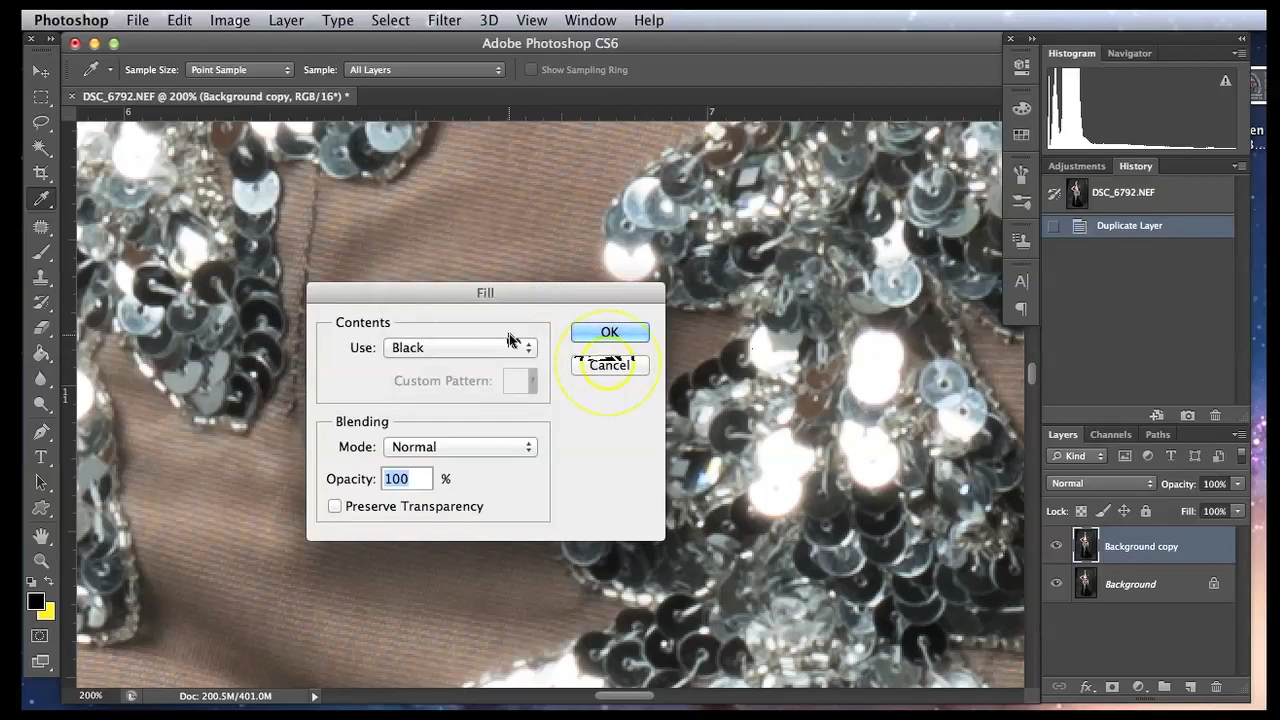 Photoshop File Edit Image Layer Type Select Filter 3D View Window Help
Adobe Photoshop CS6
Sample Size: Point Sample Sample: All Layers Show Sampling Ring
DSC_6792.NEF @ 200% (Background copy, RGB/16*) *
6 7
11
Fill
Contents
Use: Black
Custom Pattern:
OK
Cancel
Blending
Mode: Normal
Opacity: 100 %
Preserve Transparency
Histogram Navigator
Adjustments History
DSC_6792.NEF
Duplicate Layer
Layers Channels Paths
Kind
Normal Opacity: 100%
Lock: Fill: 100%
Background copy
Background
200% Doc: 200.5M/401.0M